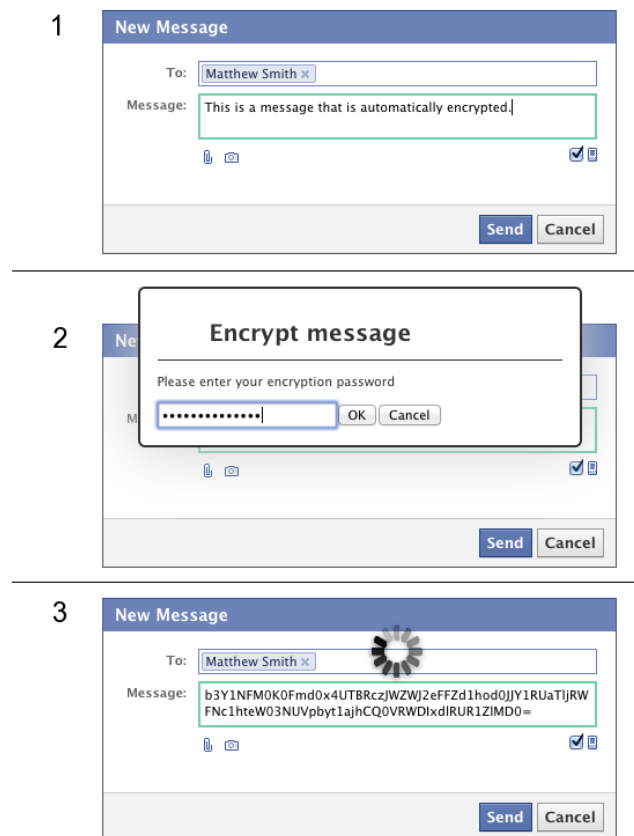 1
New Message
To: Matthew Smith ×
Message: This is a message that is automatically encrypted.
Send Cancel
2
Ne
Encrypt message
Please enter your encryption password
OK Cancel
M
Send Cancel
3
New Message
To: Matthew Smith ×
Message:
Send Cancel